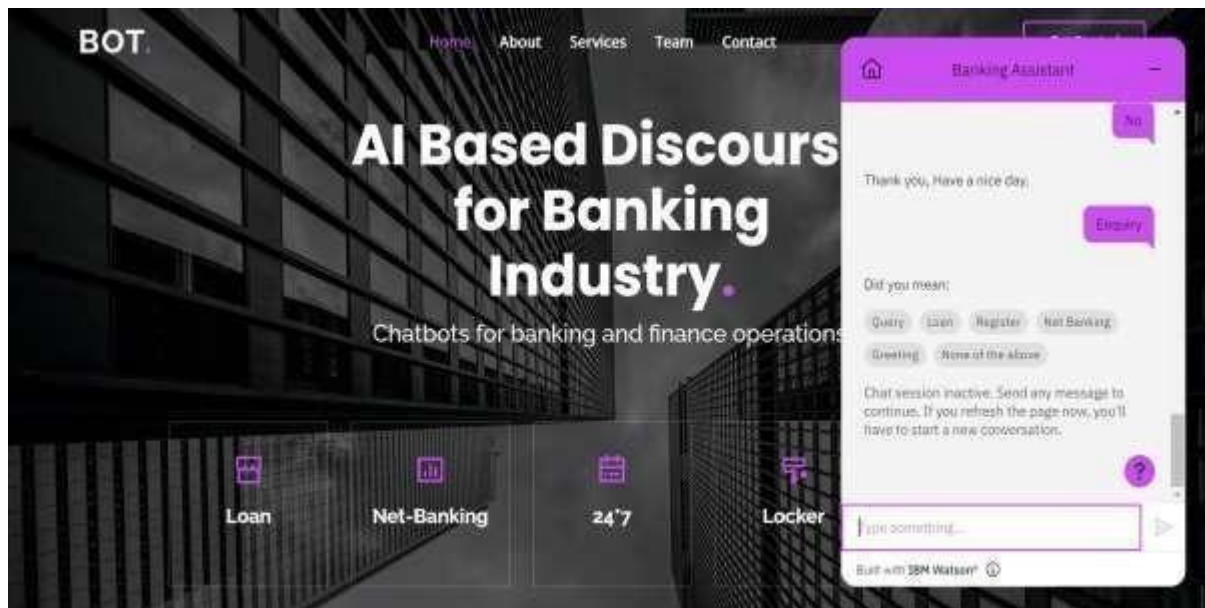 BOT.
Home About Services Team Contact
AI Based Discours
for Banking
Industry.
Chatbots for banking and finance operations
Loan
Net-Banking
24*7
Locker
Banking Assistant
No
Thank you, Have a nice day.
Enquiry
Did you mean:
Query Loan Register Net Banking
Greeting None of the above
Chat session inactive. Send any message to
continue. If you refresh the page now, you'll
have to start a new conversation.
?
Type something...
Built with IBM Watson®